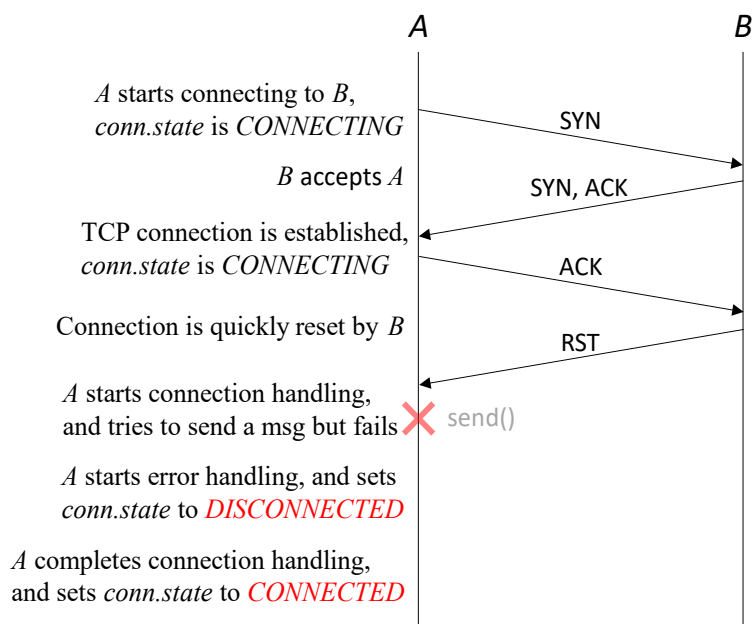 A
B
A starts connecting to B,
conn.state is CONNECTING
SYN
B accepts A
SYN, ACK
TCP connection is established,
conn.state is CONNECTING
ACK
Connection is quickly reset by B
RST
A starts connection handling,
and tries to send a msg but fails
send()
A starts error handling, and sets
conn.state to DISCONNECTED
A completes connection handling,
and sets conn.state to CONNECTED